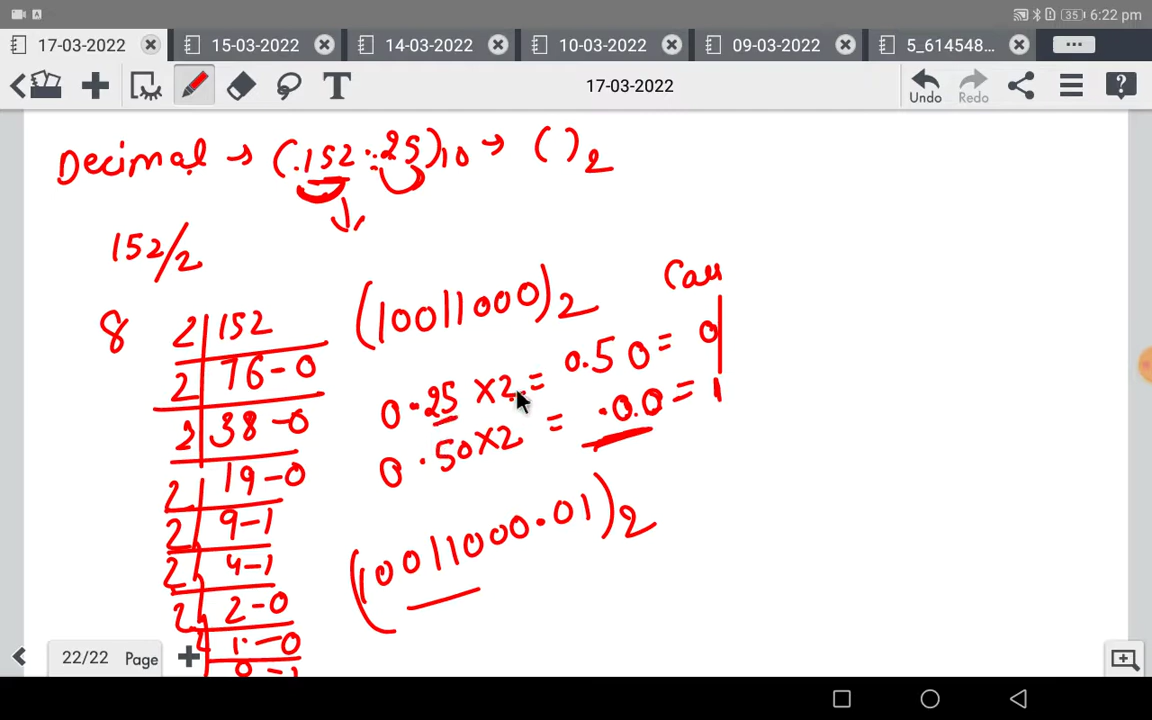 35 6:22 pm
17-03-2022 15-03-2022 14-03-2022 10-03-2022 09-03-2022 5_614548... ...
T 17-03-2022 Undo Redo ?
Decimal → (.152..25)10 → ( )2
152/2
8
2 152
2 76-0
2 38-0
2 19-0
2 9-1
2 4-1
2 2-0
2 1-0
0-1
(10011000)2
0.25 ×2 = 0.50 = 0
0.50×2 = .0.0 = 1
(10011000.01)2
22/22 Page